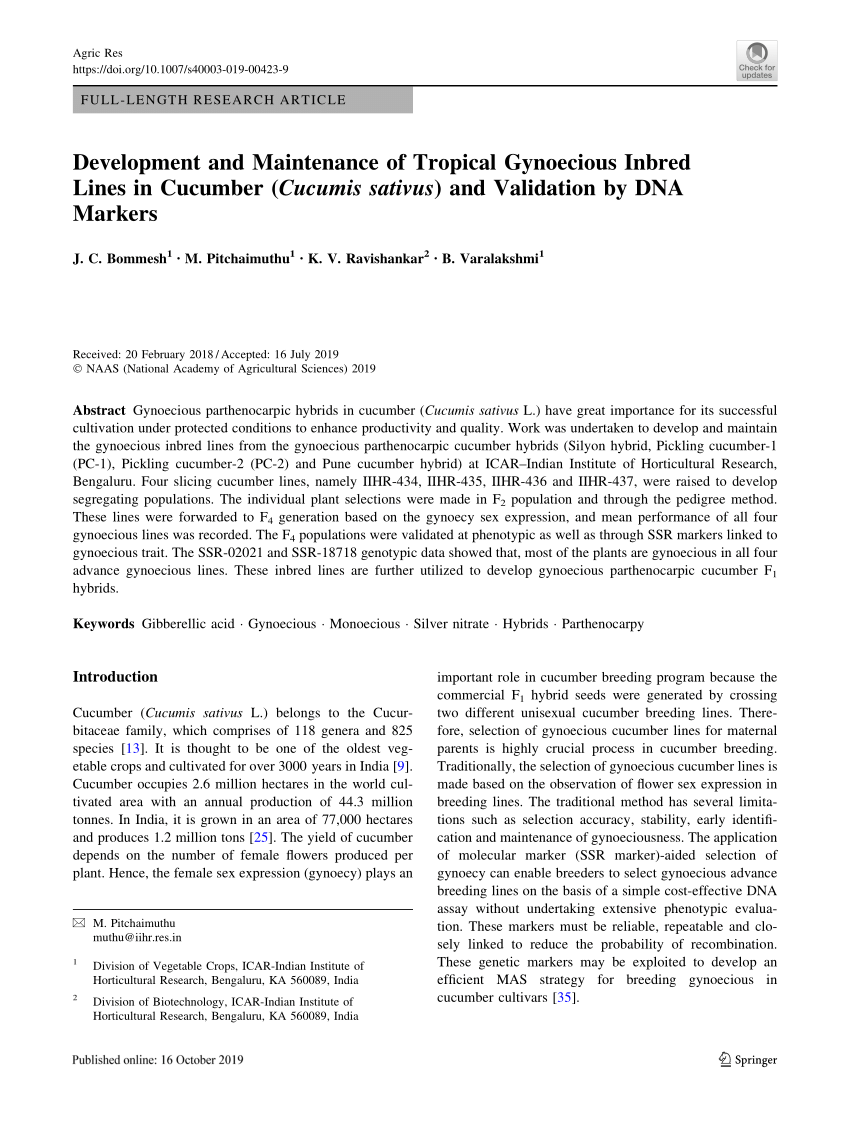 Agric Res
https://doi.org/10.1007/s40003-019-00423-9
Check for
updates
FULL-LENGTH RESEARCH ARTICLE
Development and Maintenance of Tropical Gynoecious Inbred
Lines in Cucumber (Cucumis sativus) and Validation by DNA
Markers
J. C. Bommesh1 · M. Pitchaimuthu1 · K. V. Ravishankar2 · B. Varalakshmi1
Received: 20 February 2018 / Accepted: 16 July 2019
© NAAS (National Academy of Agricultural Sciences) 2019
Abstract Gynoecious parthenocarpic hybrids in cucumber (Cucumis sativus L.) have great importance for its successful
cultivation under protected conditions to enhance productivity and quality. Work was undertaken to develop and maintain
the gynoecious inbred lines from the gynoecious parthenocarpic cucumber hybrids (Silyon hybrid, Pickling cucumber-1
(PC-1), Pickling cucumber-2 (PC-2) and Pune cucumber hybrid) at ICAR–Indian Institute of Horticultural Research,
Bengaluru. Four slicing cucumber lines, namely IIHR-434, IIHR-435, IIHR-436 and IIHR-437, were raised to develop
segregating populations. The individual plant selections were made in F2 population and through the pedigree method.
These lines were forwarded to F4 generation based on the gynoecy sex expression, and mean performance of all four
gynoecious lines was recorded. The F4 populations were validated at phenotypic as well as through SSR markers linked to
gynoecious trait. The SSR-02021 and SSR-18718 genotypic data showed that, most of the plants are gynoecious in all four
advance gynoecious lines. These inbred lines are further utilized to develop gynoecious parthenocarpic cucumber F1
hybrids.
Keywords Gibberellic acid · Gynoecious · Monoecious · Silver nitrate · Hybrids · Parthenocarpy
Introduction
Cucumber (Cucumis sativus L.) belongs to the Cucur-
bitaceae family, which comprises of 118 genera and 825
species [13]. It is thought to be one of the oldest veg-
etable crops and cultivated for over 3000 years in India [9].
Cucumber occupies 2.6 million hectares in the world cul-
tivated area with an annual production of 44.3 million
tonnes. In India, it is grown in an area of 77,000 hectares
and produces 1.2 million tons [25]. The yield of cucumber
depends on the number of female flowers produced per
plant. Hence, the female sex expression (gynoecy) plays an
important role in cucumber breeding program because the
commercial F1 hybrid seeds were generated by crossing
two different unisexual cucumber breeding lines. There-
fore, selection of gynoecious cucumber lines for maternal
parents is highly crucial process in cucumber breeding.
Traditionally, the selection of gynoecious cucumber lines is
made based on the observation of flower sex expression in
breeding lines. The traditional method has several limita-
tions such as selection accuracy, stability, early identifi-
cation and maintenance of gynoeciousness. The application
of molecular marker (SSR marker)-aided selection of
gynoecy can enable breeders to select gynoecious advance
breeding lines on the basis of a simple cost-effective DNA
assay without undertaking extensive phenotypic evalua-
tion. These markers must be reliable, repeatable and clo-
sely linked to reduce the probability of recombination.
These genetic markers may be exploited to develop an
efficient MAS strategy for breeding gynoecious in
cucumber cultivars [35].
M. Pitchaimuthu
muthu@iihr.res.in
1 Division of Vegetable Crops, ICAR-Indian Institute of
Horticultural Research, Bengaluru, KA 560089, India
2 Division of Biotechnology, ICAR-Indian Institute of
Horticultural Research, Bengaluru, KA 560089, India
Published online: 16 October 2019
Springer